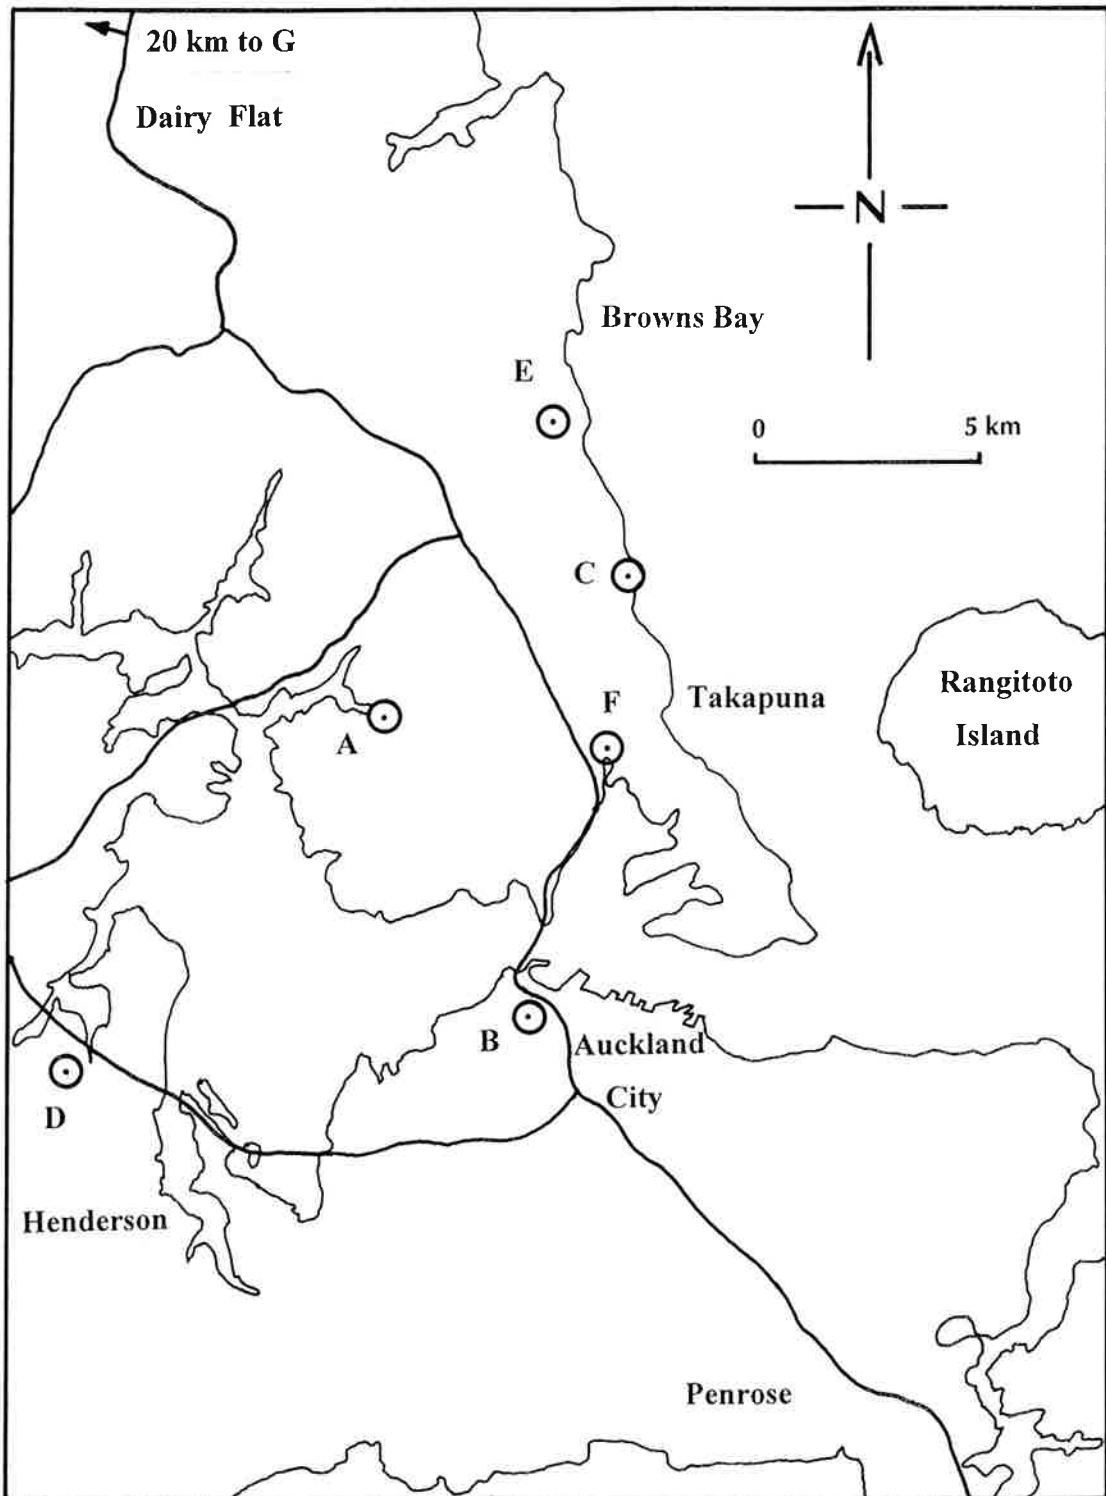 20 km to G
Dairy Flat
N
Browns Bay
E
0 5 km
C
Rangitoto
Island
Takapuna
F
A
B
Auckland
City
D
Henderson
Penrose